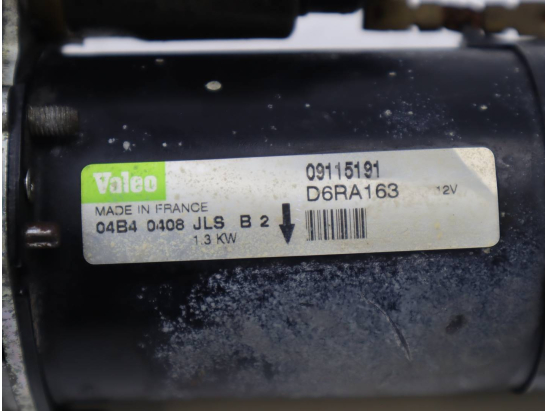 Valeo
MADE IN FRANCE
04B4 0408 JLS B 2
1.3 KW
09115191
D6RA163 12V